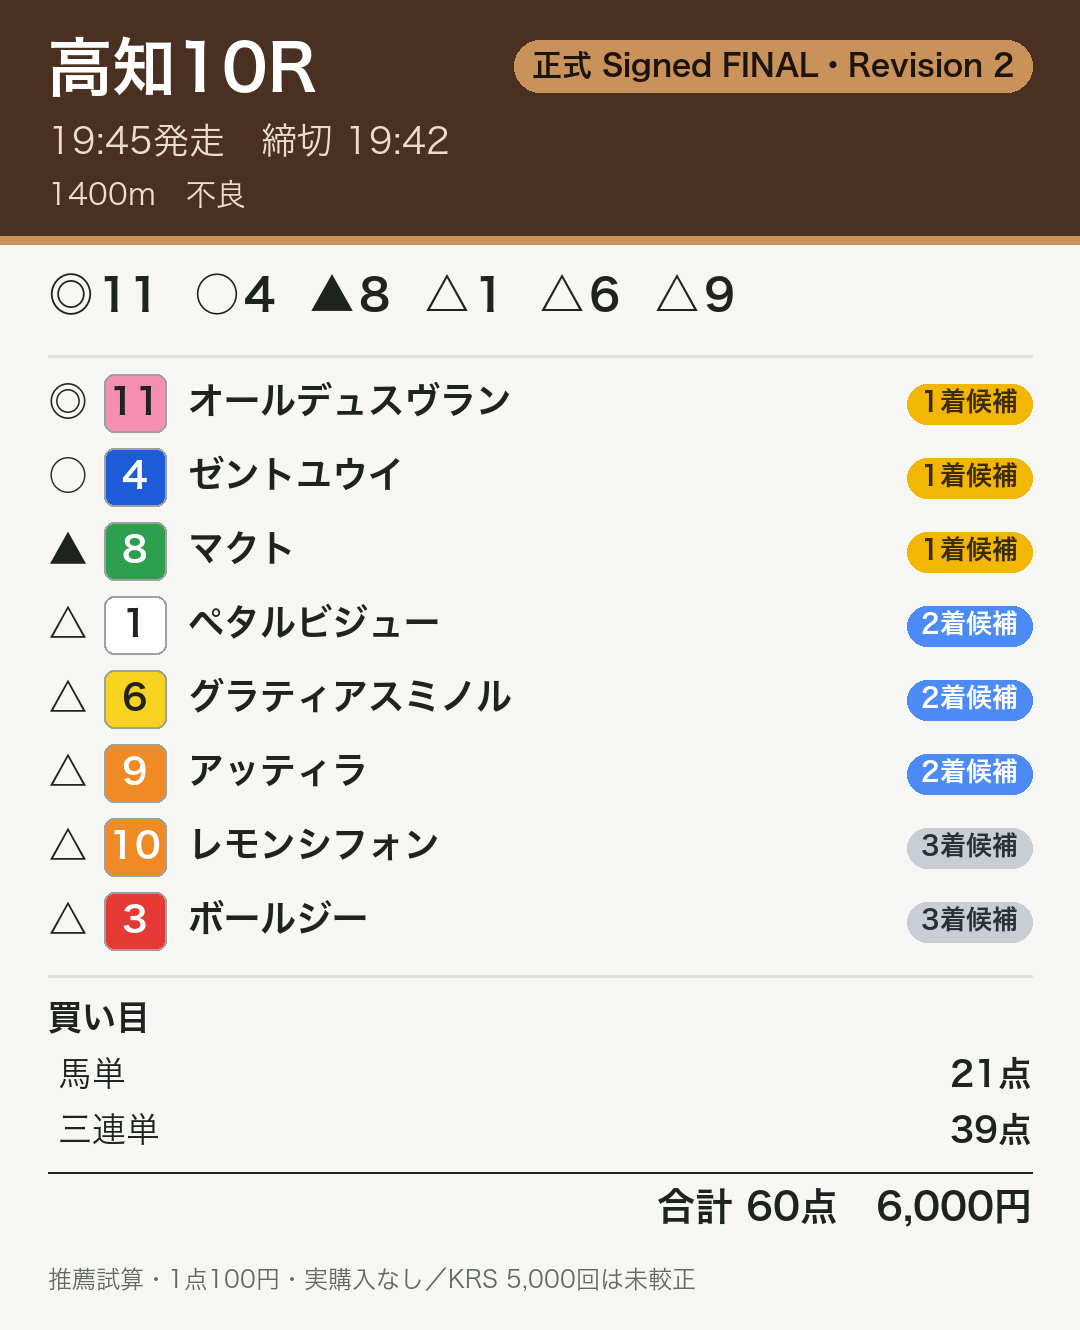 高知10R
正式 Signed FINAL・Revision 2
19:45発走　締切 19:42
1400m　不良
◎11　○4　▲8　△1　△6　△9
◎ 11 オールデュスヴラン 1着候補
○ 4 ゼントユウイ 1着候補
▲ 8 マクト 1着候補
△ 1 ペタルビジュー 2着候補
△ 6 グラティアスミノル 2着候補
△ 9 アッティラ 2着候補
△ 10 レモンシフォン 3着候補
△ 3 ボールジー 3着候補
買い目
馬単 21点
三連単 39点
合計 60点　6,000円
推薦試算・1点100円・実購入なし／KRS 5,000回は未較正